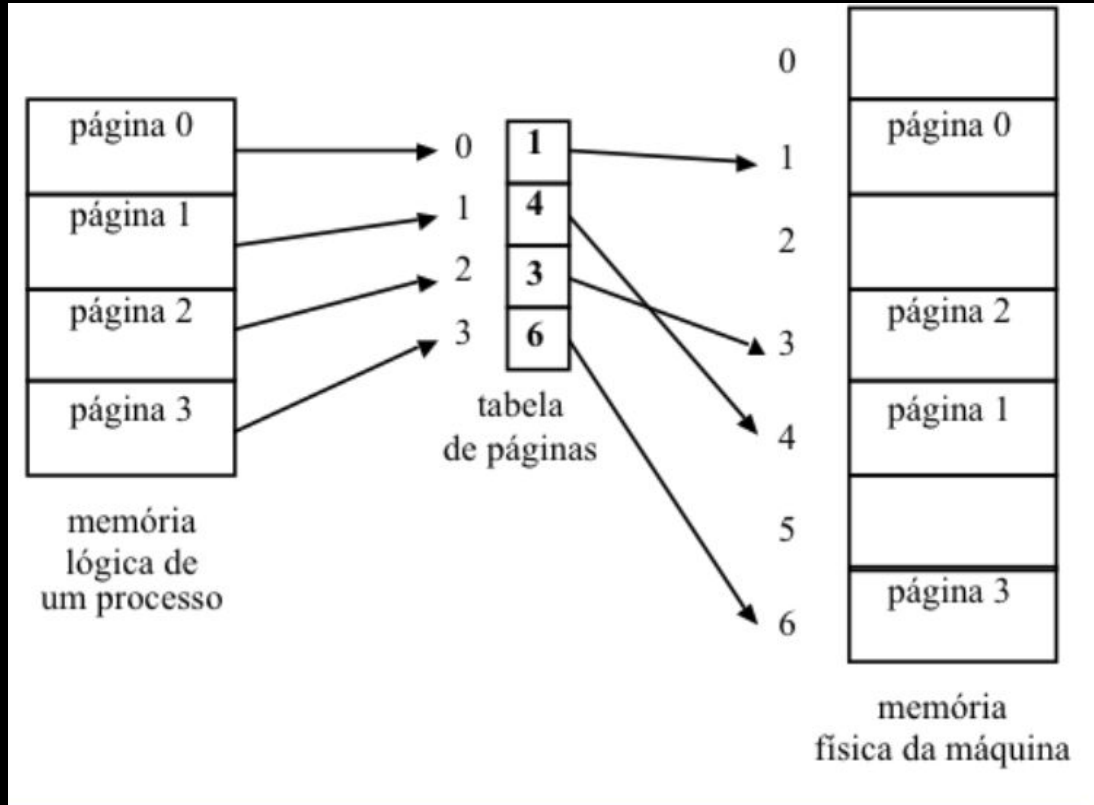 página 0
página 1
página 2
página 3
memória
lógica de
um processo
0
1
2
3
1
4
3
6
tabela
de páginas
0
1
2
3
4
5
6
página 0
página 2
página 1
página 3
memória
física da máquina